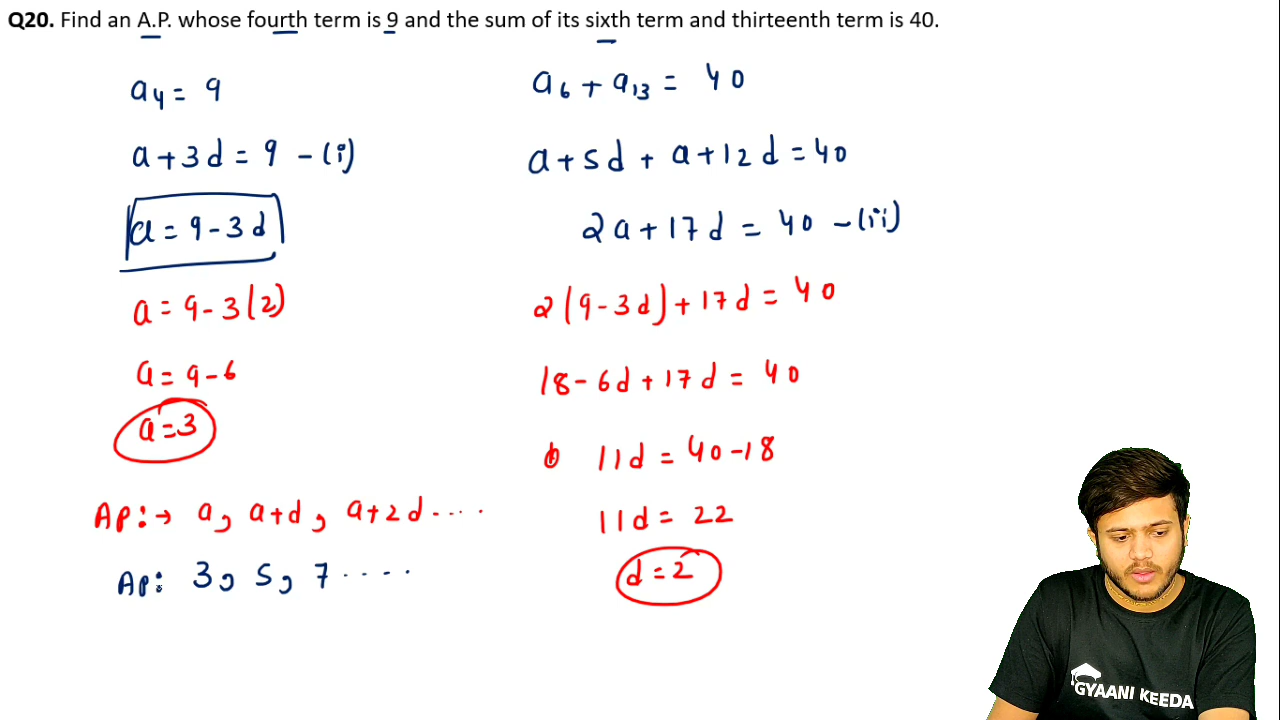 Q20. Find an A.P. whose fourth term is 9 and the sum of its sixth term and thirteenth term is 40.
a4 = 9
a+3d = 9 -(i)
a = 9-3d
a = 9-3(2)
a = 9-6
a=3
AP:→ a, a+d, a+2d....
AP: 3, 5, 7 ....
a6 + a13 = 40
a+5d + a+12d = 40
2a+17d = 40 -(ii)
2(9-3d)+17d = 40
18-6d+17d = 40
11d = 40-18
11d = 22
d=2
GYAANI KEEDA